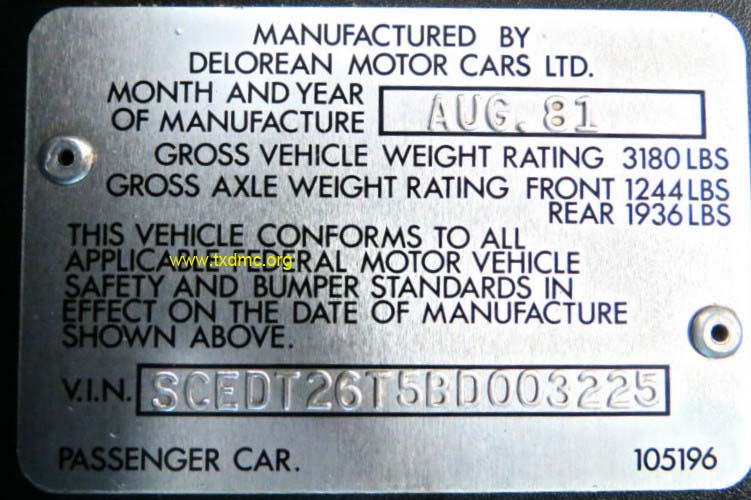 MANUFACTURED BY
DELOREAN MOTOR CARS LTD.
MONTH AND YEAR
OF MANUFACTURE AUG. 81
GROSS VEHICLE WEIGHT RATING 3180 LBS
GROSS AXLE WEIGHT RATING FRONT 1244 LBS
REAR 1936 LBS
THIS VEHICLE CONFORMS TO ALL
APPLICABLE FEDERAL MOTOR VEHICLE
www.txdmc.org
SAFETY AND BUMPER STANDARDS IN
EFFECT ON THE DATE OF MANUFACTURE
SHOWN ABOVE.
V.I.N. SCEDT26T5BD003225
PASSENGER CAR. 105196